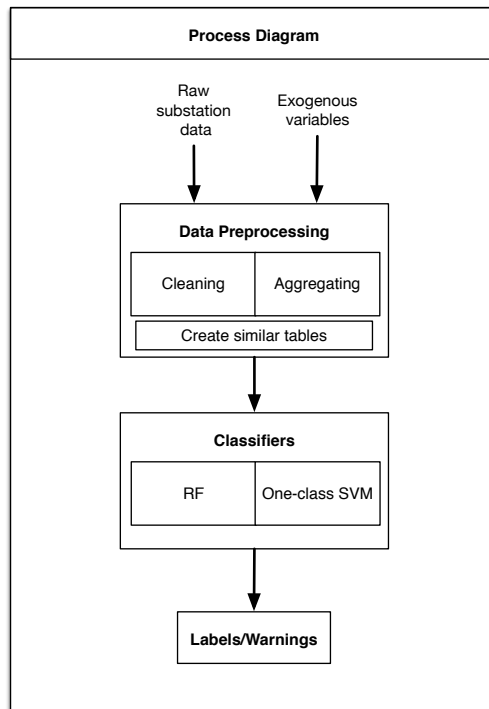 Process Diagram
Raw
substation
data
Exogenous
variables
Data Preprocessing
Cleaning
Aggregating
Create similar tables
Classifiers
RF
One-class SVM
Labels/Warnings